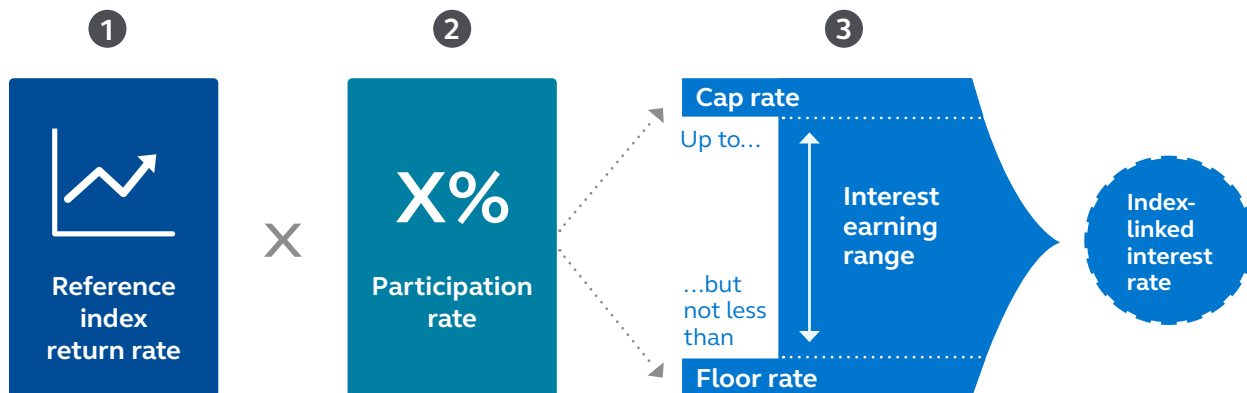 1
2
3
Reference
index
return rate
X
X%
Participation
rate
Cap rate
Up to...
Interest
earning
range
...but
not less
than
Floor rate
Index-
linked
interest
rate